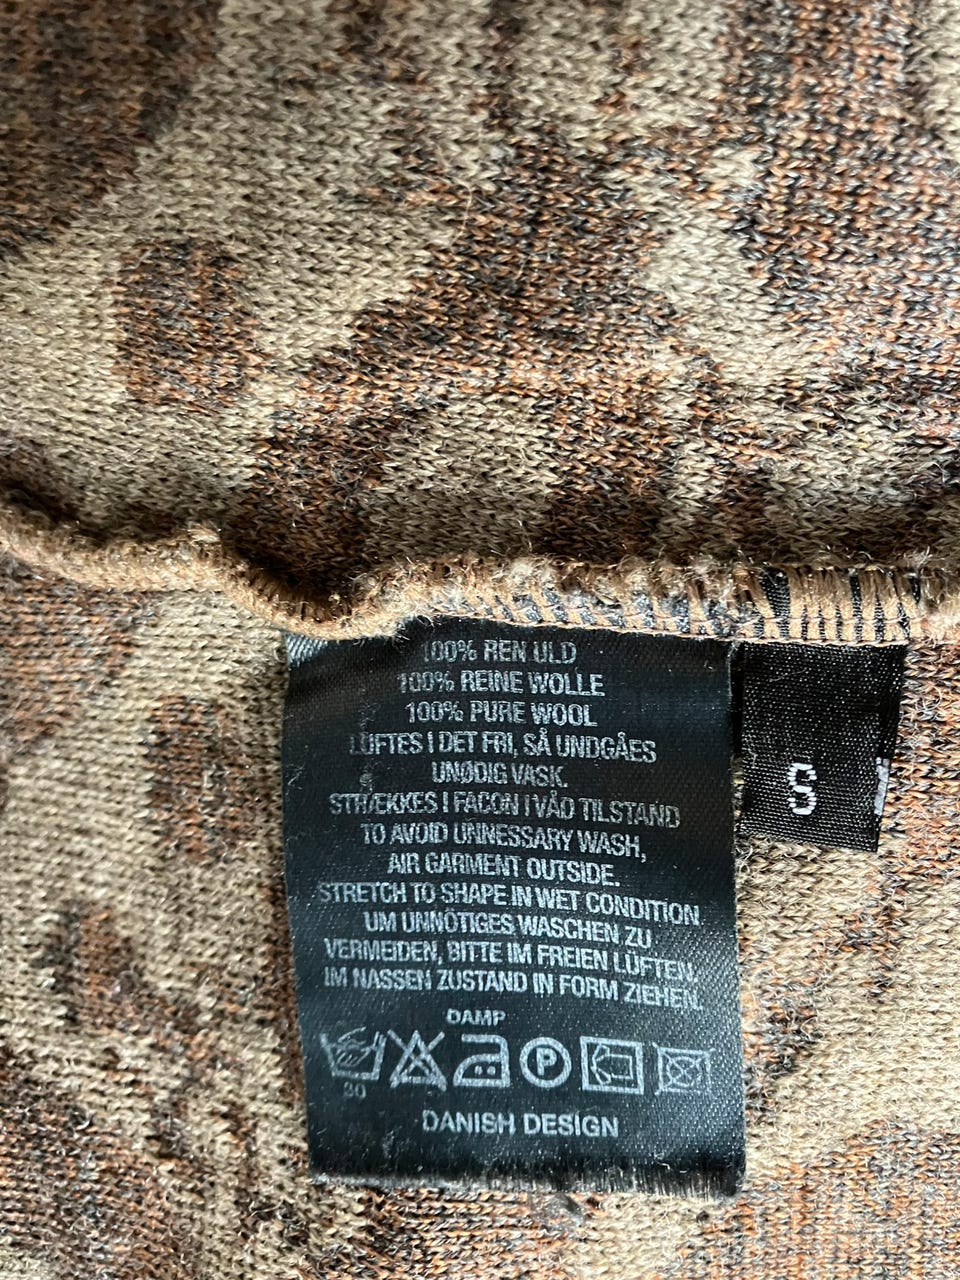 100% REN ULD
100% REINE WOLLE
100% PURE WOOL
LUFTES I DET FRI, SÅ UNDGÅES
UNØDIG VASK.
STRÆKKES I FACON I VÅD TILSTAND
TO AVOID UNNESSARY WASH,
AIR GARMENT OUTSIDE.
STRETCH TO SHAPE IN WET CONDITION
UM UNNÖTIGES WASCHEN ZU
VERMEIDEN, BITTE IM FREIEN LÜFTEN.
IM NASSEN ZUSTAND IN FORM ZIEHEN.
DAMP
P
30
DANISH DESIGN
S